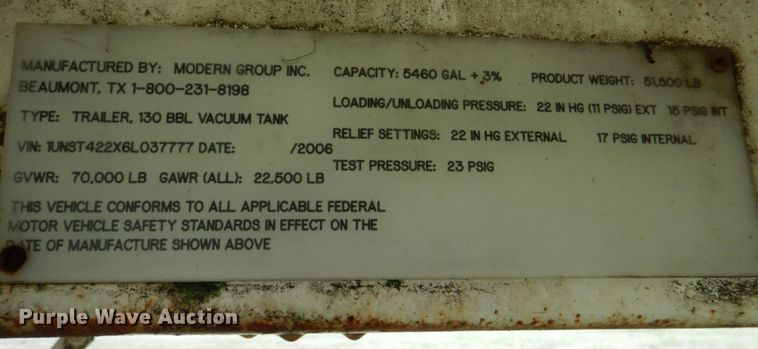 MANUFACTURED BY: MODERN GROUP INC.
BEAUMONT, TX 1-800-231-8198
TYPE: TRAILER, 130 BBL VACUUM TANK
VIN: 1UNST422X6L037777 DATE: /2006
GVWR: 70,000 LB GAWR (ALL): 22,500 LB
THIS VEHICLE CONFORMS TO ALL APPLICABLE FEDERAL
MOTOR VEHICLE SAFETY STANDARDS IN EFFECT ON THE
DATE OF MANUFACTURE SHOWN ABOVE
CAPACITY: 5460 GAL + 3% PRODUCT WEIGHT: 51,500 LB
LOADING/UNLOADING PRESSURE: 22 IN HG (11 PSIG) EXT 15 PSIG INT
RELIEF SETTINGS: 22 IN HG EXTERNAL 17 PSIG INTERNAL
TEST PRESSURE: 23 PSIG
Purple Wave Auction